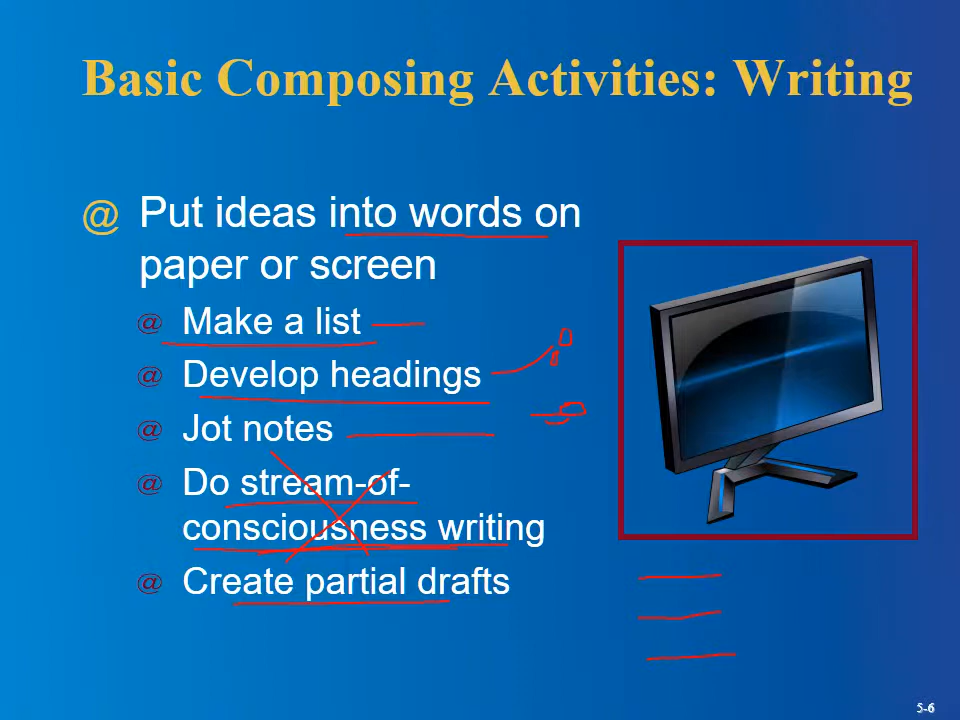 Basic Composing Activities: Writing
@ Put ideas into words on
paper or screen
@ Make a list
@ Develop headings
@ Jot notes
@ Do stream-of-
consciousness writing
@ Create partial drafts
5-6